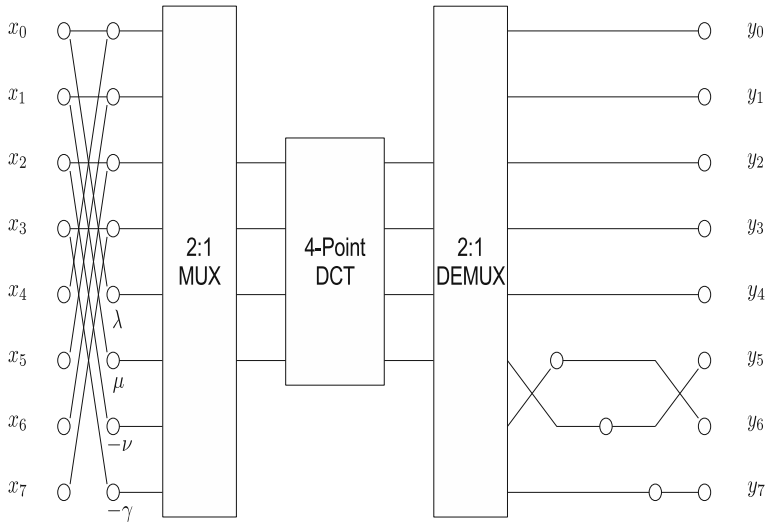 x₀ y₀
x₁ y₁
x₂ y₂
x₃ y₃
2:1 4-Point 2:1
MUX DCT DEMUX
x₄ y₄
λ
x₅ y₅
μ
x₆ y₆
−ν
x₇ y₇
−γ